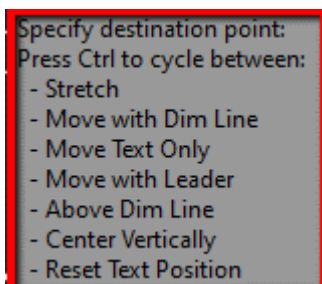 Specify destination point:
Press Ctrl to cycle between:
- Stretch
- Move with Dim Line
- Move Text Only
- Move with Leader
- Above Dim Line
- Center Vertically
- Reset Text Position